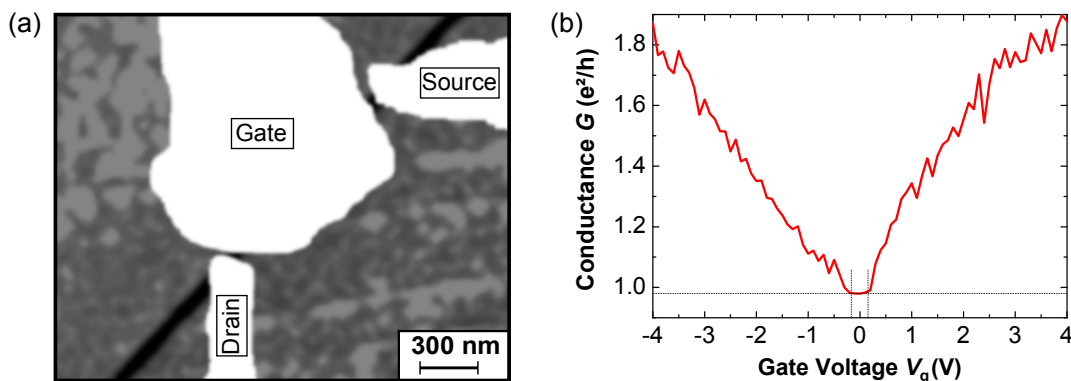 (a)
Source
Gate
Drain
300 nm
(b)
Conductance G (e²/h)
1.8
1.6
1.4
1.2
1.0
-4 -3 -2 -1 0 1 2 3 4
Gate Voltage Vg(V)